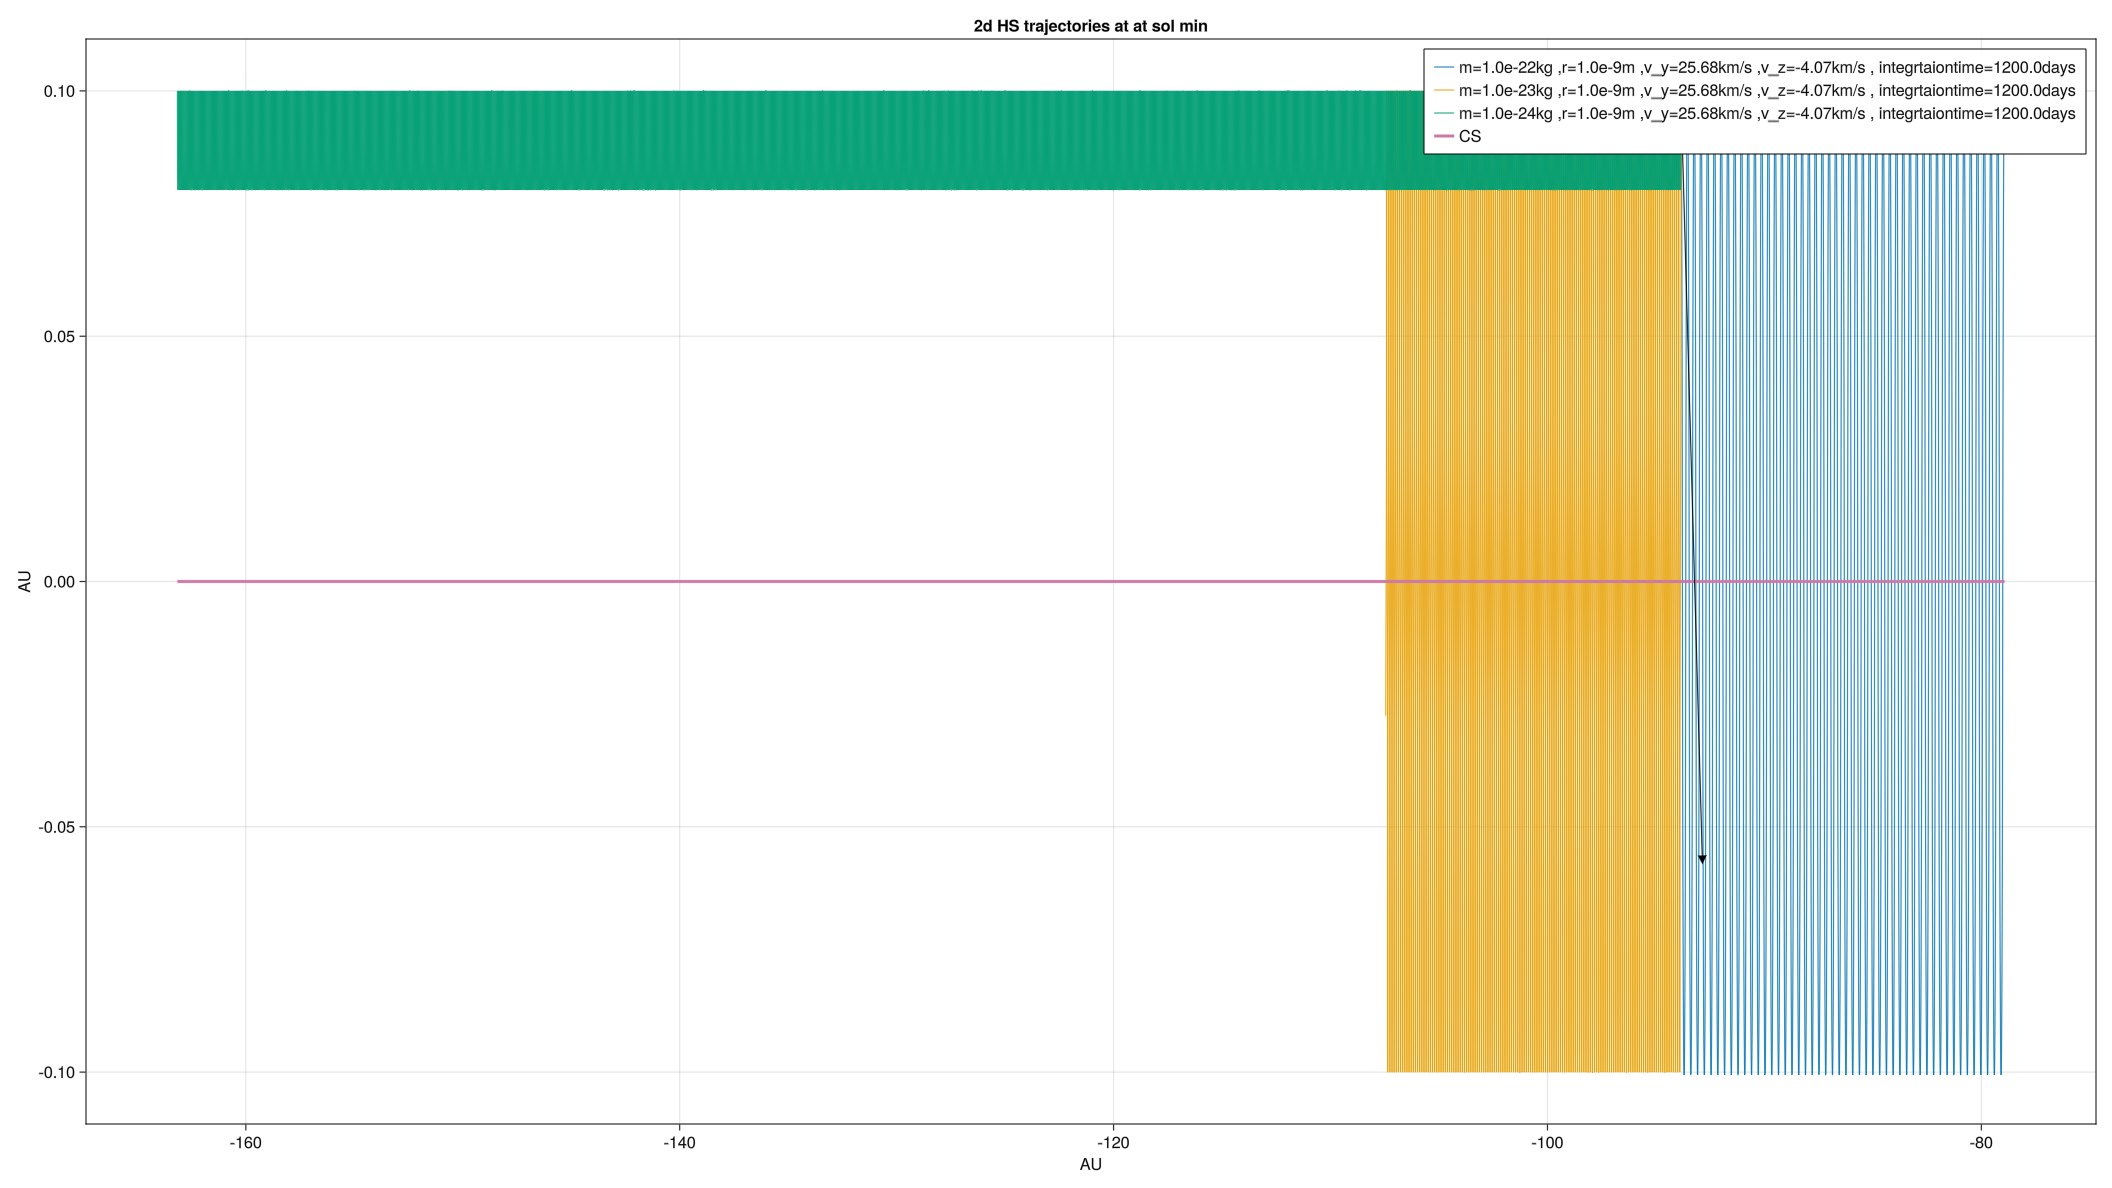 2d HS trajectories at at sol min
m=1.0e-22kg ,r=1.0e-9m ,v_y=25.68km/s ,v_z=-4.07km/s , integrtaiontime=1200.0days
m=1.0e-23kg ,r=1.0e-9m ,v_y=25.68km/s ,v_z=-4.07km/s , integrtaiontime=1200.0days
m=1.0e-24kg ,r=1.0e-9m ,v_y=25.68km/s ,v_z=-4.07km/s , integrtaiontime=1200.0days
CS
0.10
0.05
0.00
-0.05
-0.10
AU
-160 -140 -120 -100 -80
AU